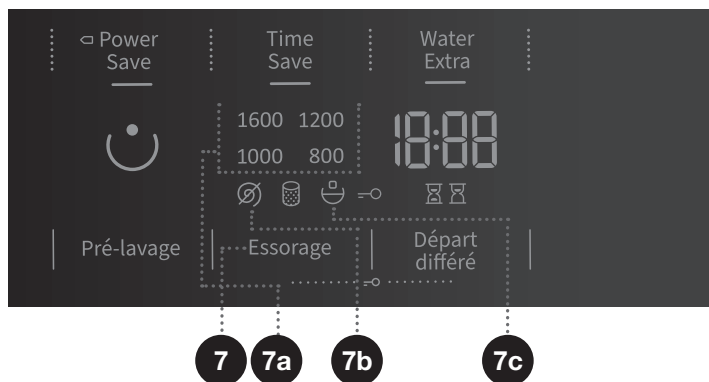 Power
Save
Time
Save
Water
Extra
1600 1200
1000 800
18:88
Pré-lavage
Essorage
Départ
différé
7 7a 7b 7c